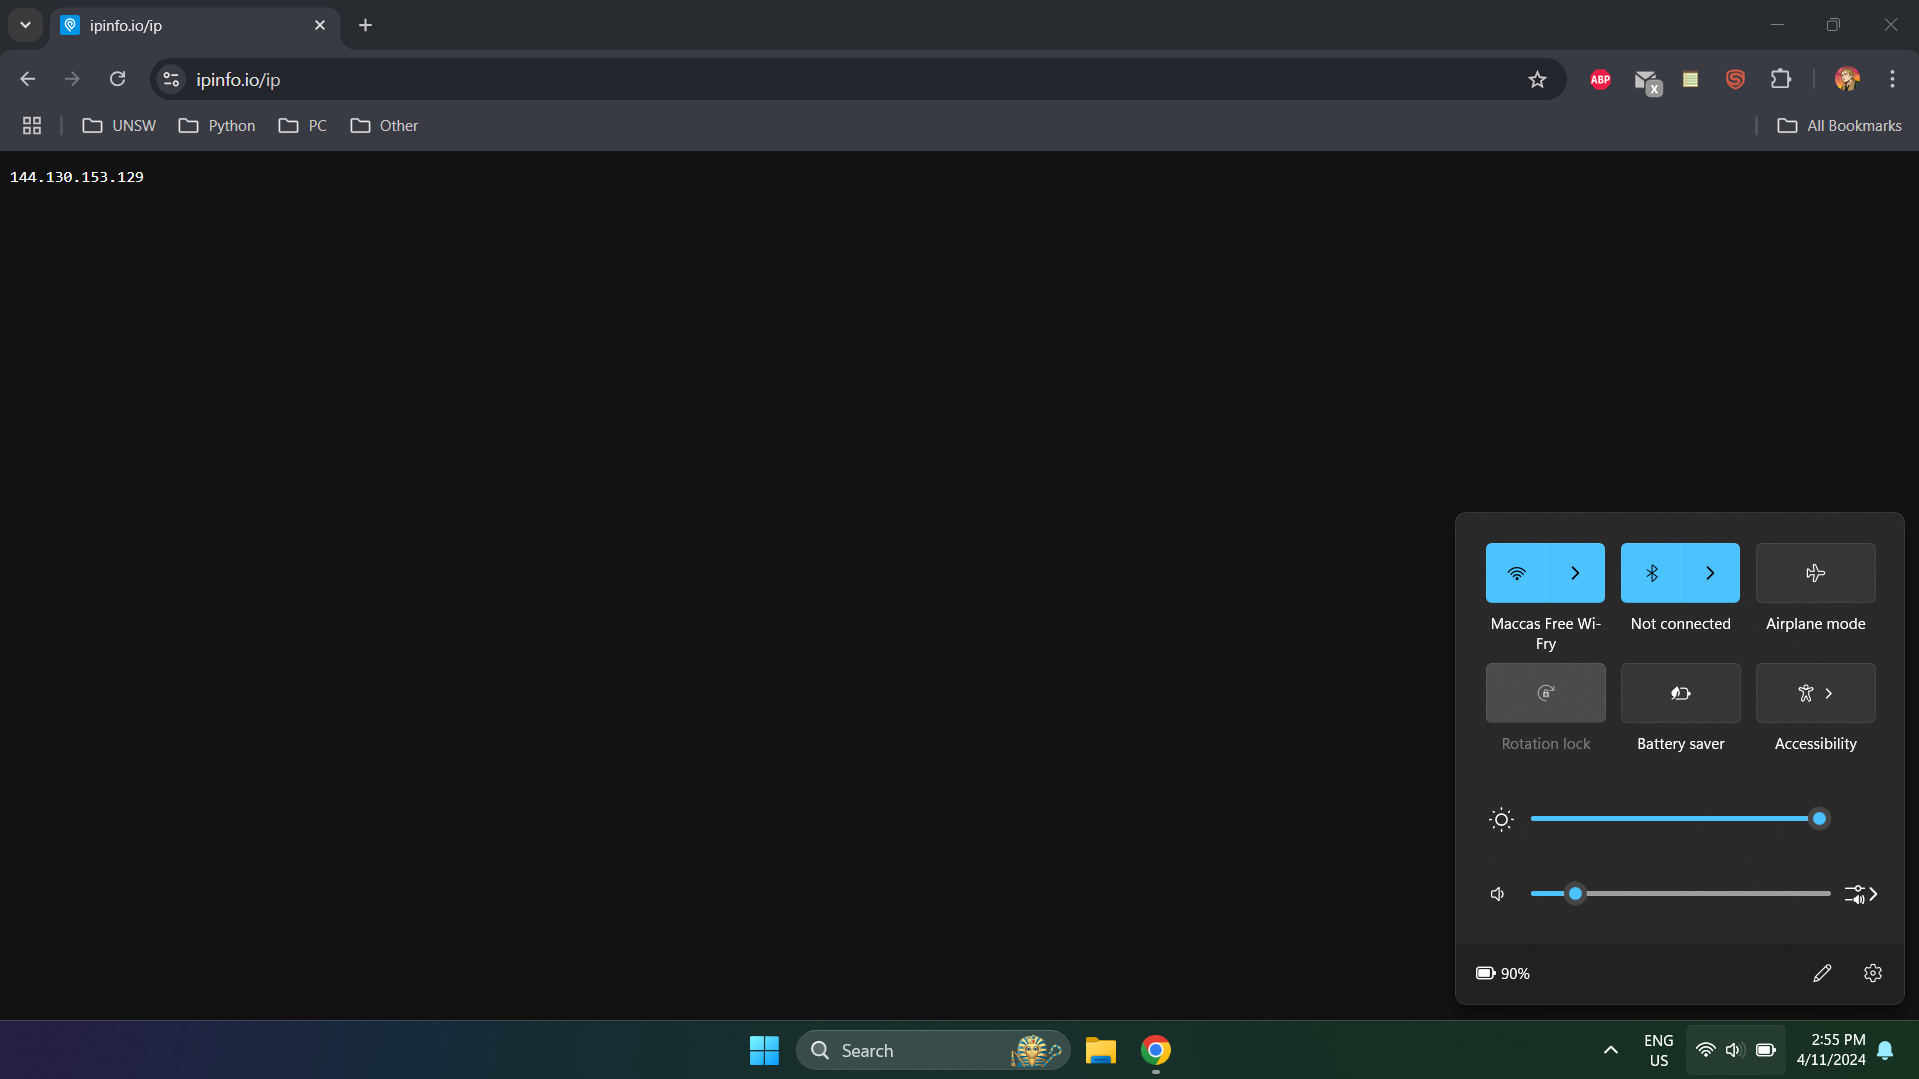 ipinfo.io/ip
ipinfo.io/ip
ABP
X
UNSW
Python
PC
Other
All Bookmarks
144.130.153.129
Maccas Free Wi-
Fry
Not connected
Airplane mode
Rotation lock
Battery saver
Accessibility
90%
Search
ENG
US
2:55 PM
4/11/2024